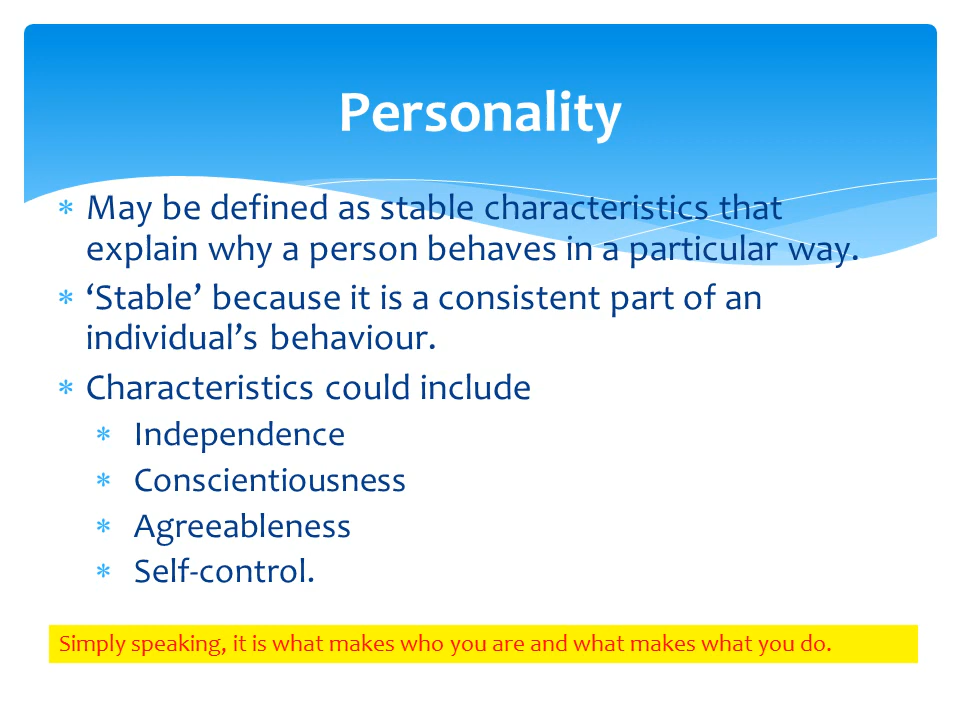 Personality
* May be defined as stable characteristics that
explain why a person behaves in a particular way.
* ‘Stable’ because it is a consistent part of an
individual’s behaviour.
* Characteristics could include
* Independence
* Conscientiousness
* Agreeableness
* Self-control.
Simply speaking, it is what makes who you are and what makes what you do.